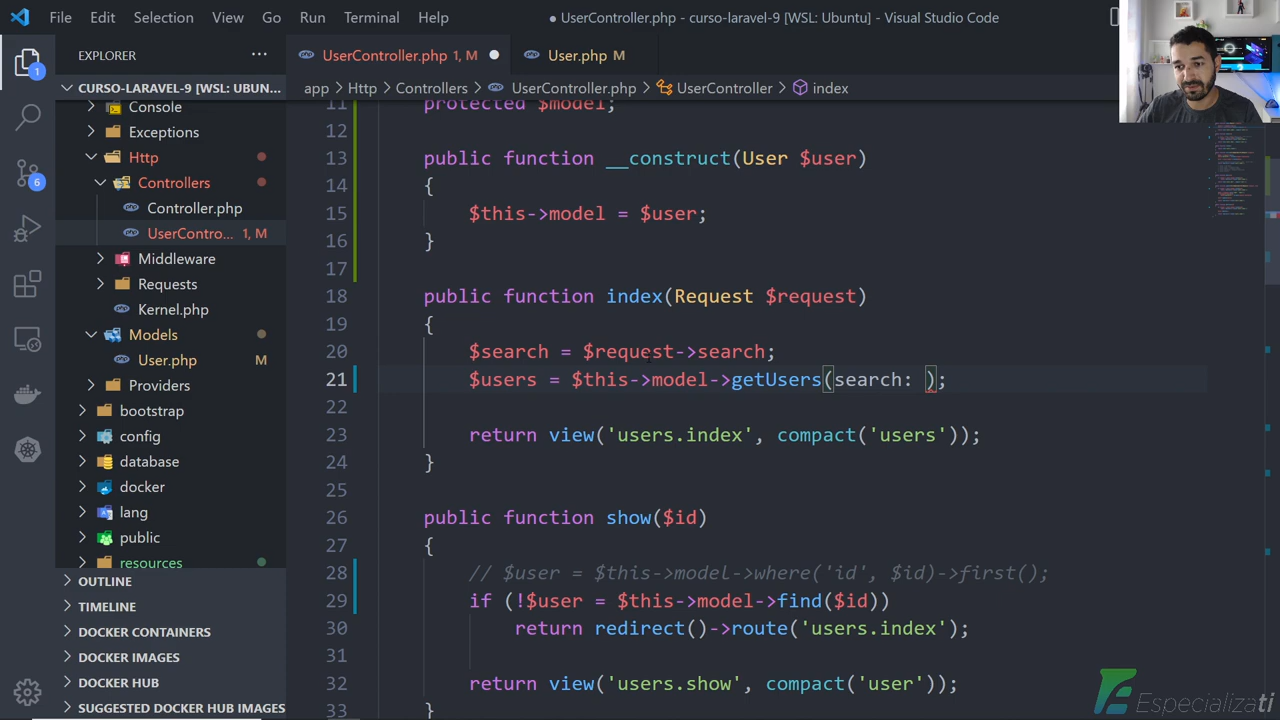 File Edit Selection View Go Run Terminal Help
● UserController.php - curso-laravel-9 [WSL: Ubuntu] - Visual Studio Code
EXPLORER ···
UserController.php 1, M ●
User.php M
app > Http > Controllers > UserController.php > UserController > index
1
6
CURSO-LARAVEL-9 [WSL: UBUN...
Console
Exceptions
Http
Controllers
Controller.php
UserContro... 1, M
Middleware
Requests
Kernel.php
Models
User.php M
Providers
bootstrap
config
database
docker
lang
public
resources
OUTLINE
TIMELINE
DOCKER CONTAINERS
DOCKER IMAGES
DOCKER HUB
SUGGESTED DOCKER HUB IMAGES
11 protected $model;
12
13 public function __construct(User $user)
14 {
15 $this->model = $user;
16 }
17
18 public function index(Request $request)
19 {
20 $search = $request->search;
21 $users = $this->model->getUsers(search: );
22
23 return view('users.index', compact('users'));
24 }
25
26 public function show($id)
27 {
28 // $user = $this->model->where('id', $id)->first();
29 if (!$user = $this->model->find($id))
30 return redirect()->route('users.index');
31
32 return view('users.show', compact('user'));
33 }
Especializati